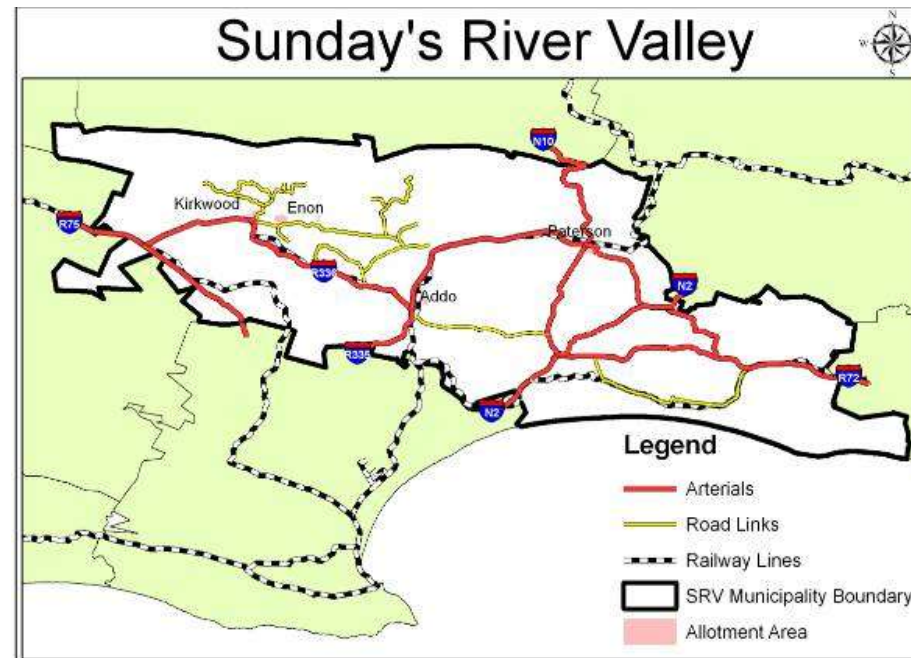 Sunday's River Valley
N
W
S
N10
Kirkwood
Enon
R75
Paterson
R336
N2
Addo
R335
R72
N2
Legend
Arterials
Road Links
Railway Lines
SRV Municipality Boundary
Allotment Area